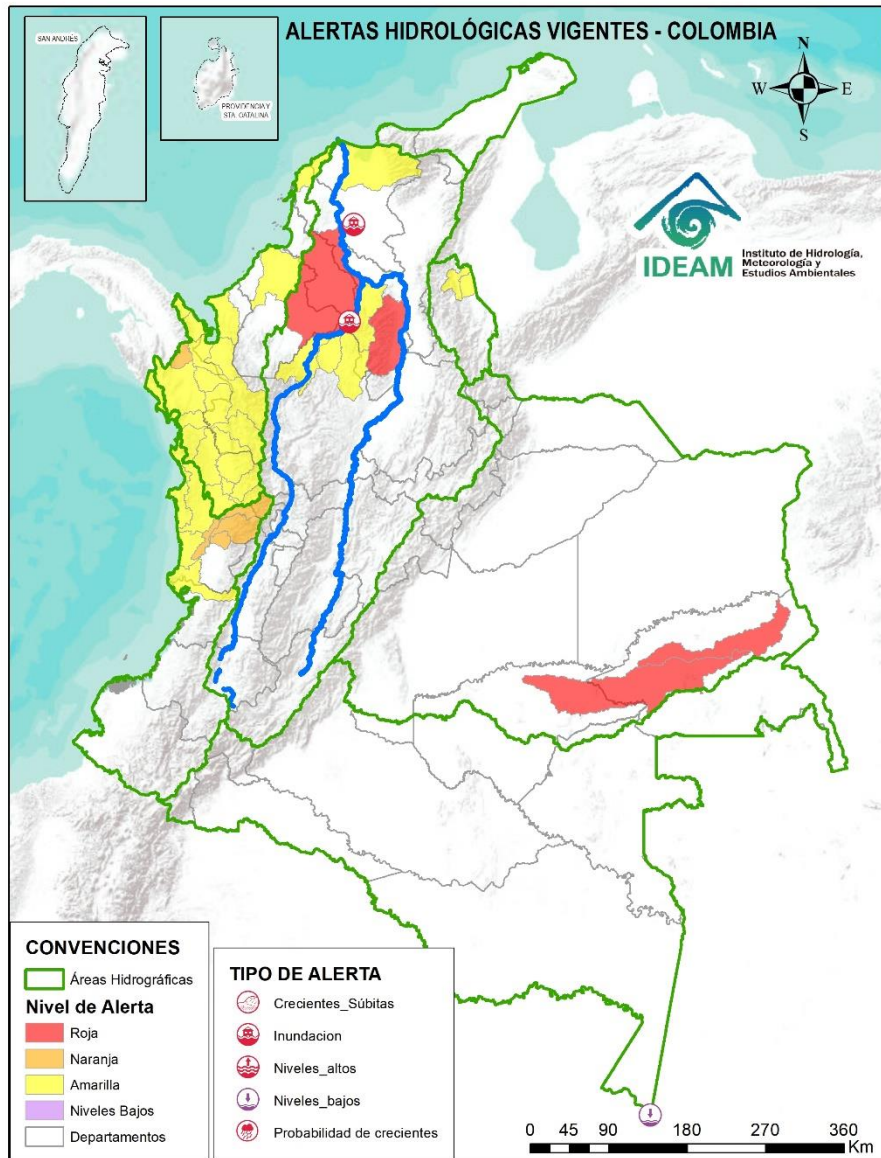 ALERTAS HIDROLÓGICAS VIGENTES - COLOMBIA
SAN ANDRÉS
PROVIDENCIA Y
STA. CATALINA
N
W E
S
IDEAM
Instituto de Hidrología,
Meteorología y
Estudios Ambientales
CONVENCIONES
Áreas Hidrográficas
Nivel de Alerta
Roja
Naranja
Amarilla
Niveles Bajos
Departamentos
TIPO DE ALERTA
Crecientes_Súbitas
Inundacion
Niveles_altos
Niveles_bajos
Probabilidad de crecientes
0 45 90 180 270 360
Km